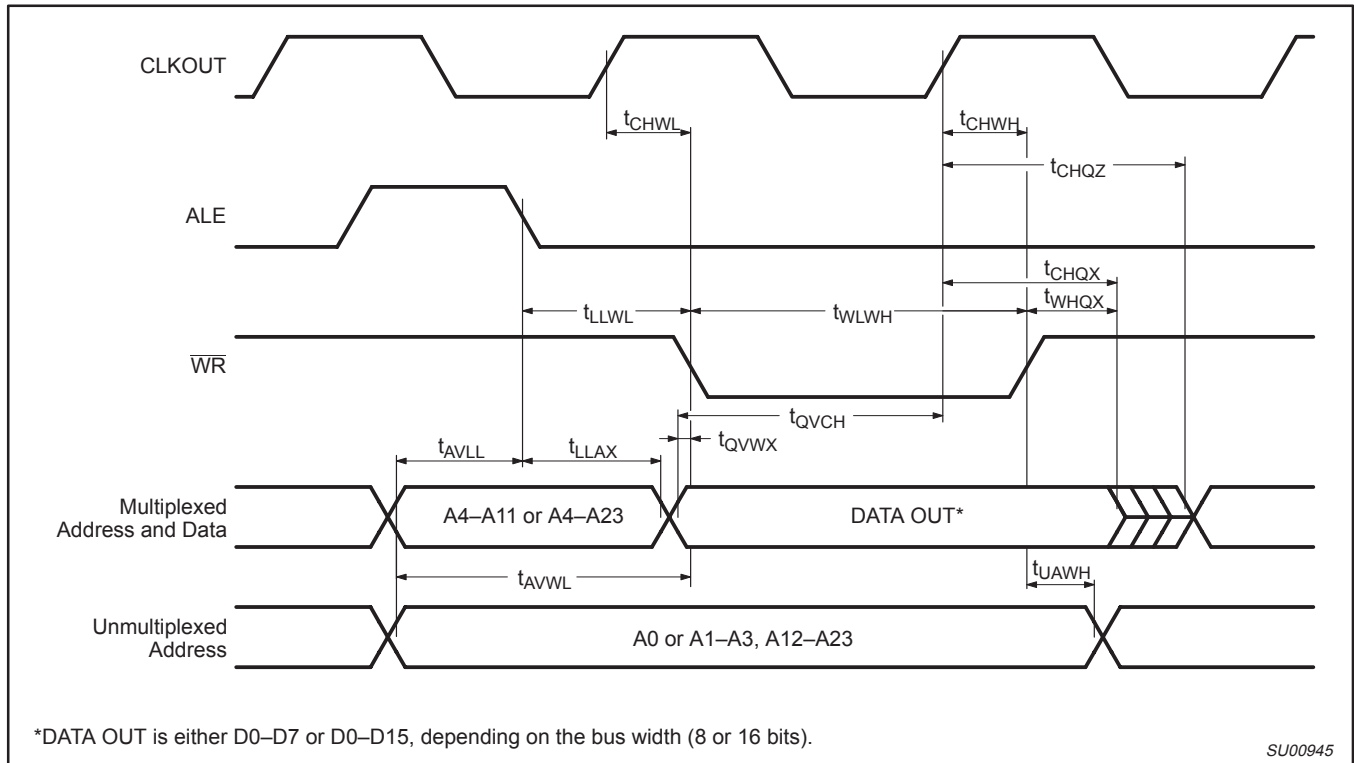 CLKOUT
tCHWL
tCHWH
tCHQZ
ALE
tCHQX
tLLWL
tWLWH
tWHQX
WR
tQVCH
tAVLL
tLLAX
tQVWX
Multiplexed
Address and Data
A4–A11 or A4–A23
DATA OUT*
tAVWL
tUAWH
Unmultiplexed
Address
A0 or A1–A3, A12–A23
*DATA OUT is either D0–D7 or D0–D15, depending on the bus width (8 or 16 bits).
SU00945